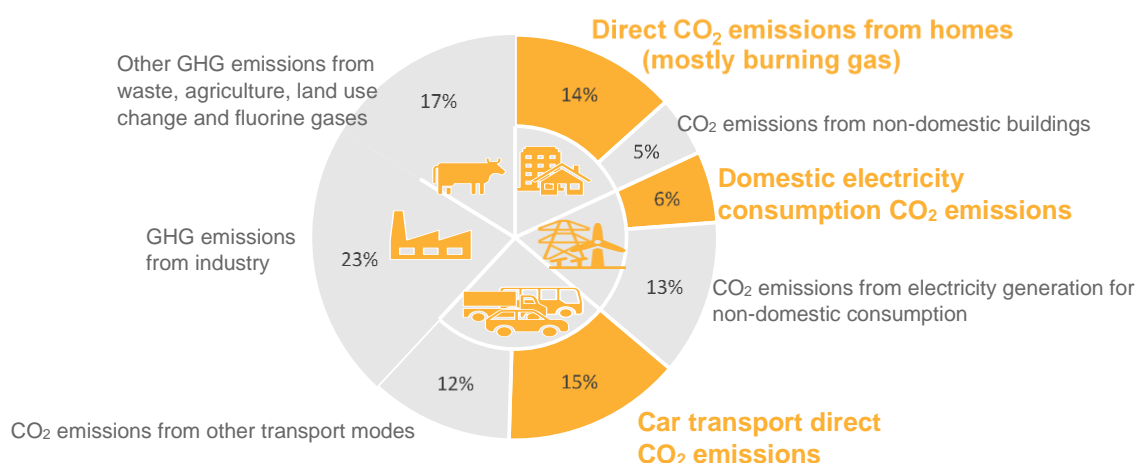 Direct CO₂ emissions from homes
(mostly burning gas)
14%
CO₂ emissions from non-domestic buildings
5%
Domestic electricity
consumption CO₂ emissions
6%
13%
CO₂ emissions from electricity generation for
non-domestic consumption
15%
Car transport direct
CO₂ emissions
12%
CO₂ emissions from other transport modes
GHG emissions
from industry
23%
Other GHG emissions from
waste, agriculture, land use
change and fluorine gases
17%